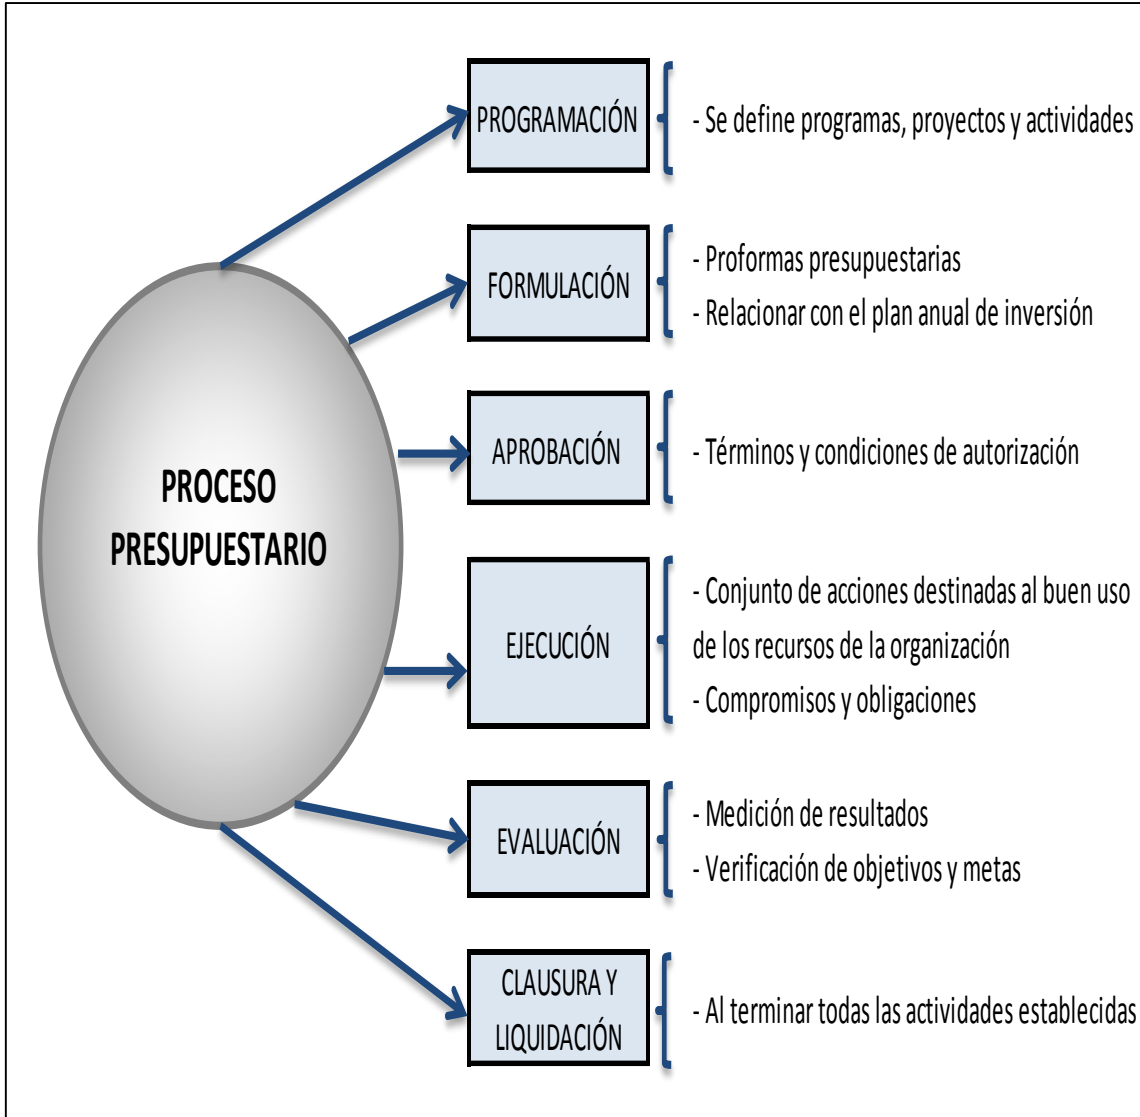 PROCESO
PRESUPUESTARIO
PROGRAMACIÓN
- Se define programas, proyectos y actividades
FORMULACIÓN
- Proformas presupuestarias
- Relacionar con el plan anual de inversión
APROBACIÓN
- Términos y condiciones de autorización
EJECUCIÓN
- Conjunto de acciones destinadas al buen uso
de los recursos de la organización
- Compromisos y obligaciones
EVALUACIÓN
- Medición de resultados
- Verificación de objetivos y metas
CLAUSURA Y
LIQUIDACIÓN
- Al terminar todas las actividades establecidas